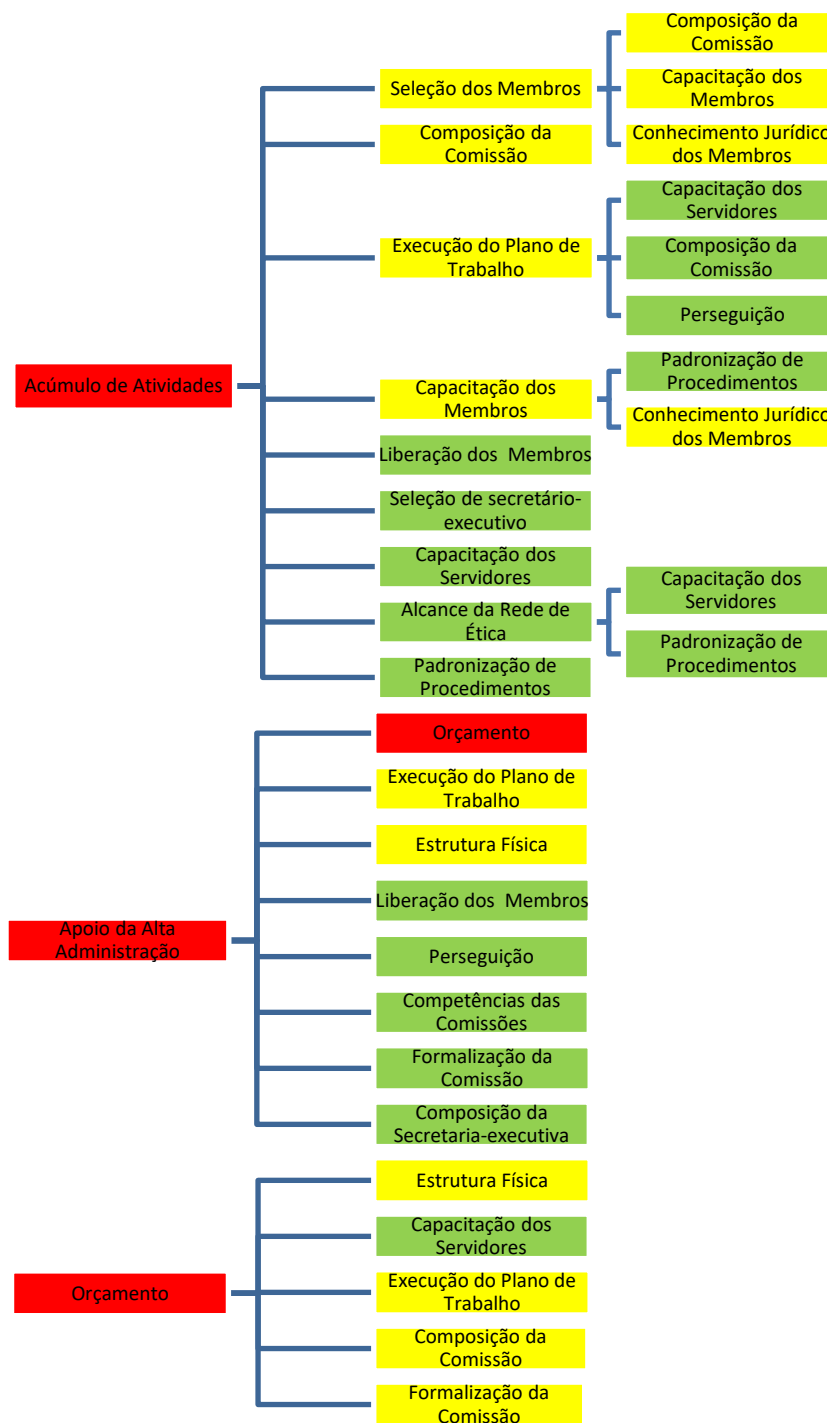 Composição da
Comissão
Seleção dos Membros
Capacitação dos
Membros
Composição da
Comissão
Conhecimento Jurídico
dos Membros
Capacitação dos
Servidores
Execução do Plano de
Trabalho
Composição da
Comissão
Perseguição
Acúmulo de Atividades
Capacitação dos
Membros
Padronização de
Procedimentos
Conhecimento Jurídico
dos Membros
Liberação dos Membros
Seleção de secretário-
executivo
Capacitação dos
Servidores
Alcance da Rede de
Ética
Capacitação dos
Servidores
Padronização de
Procedimentos
Padronização de
Procedimentos
Orçamento
Execução do Plano de
Trabalho
Estrutura Física
Liberação dos Membros
Apoio da Alta
Administração
Perseguição
Competências das
Comissões
Formalização da
Comissão
Composição da
Secretaria-executiva
Estrutura Física
Capacitação dos
Servidores
Orçamento
Execução do Plano de
Trabalho
Composição da
Comissão
Formalização da
Comissão